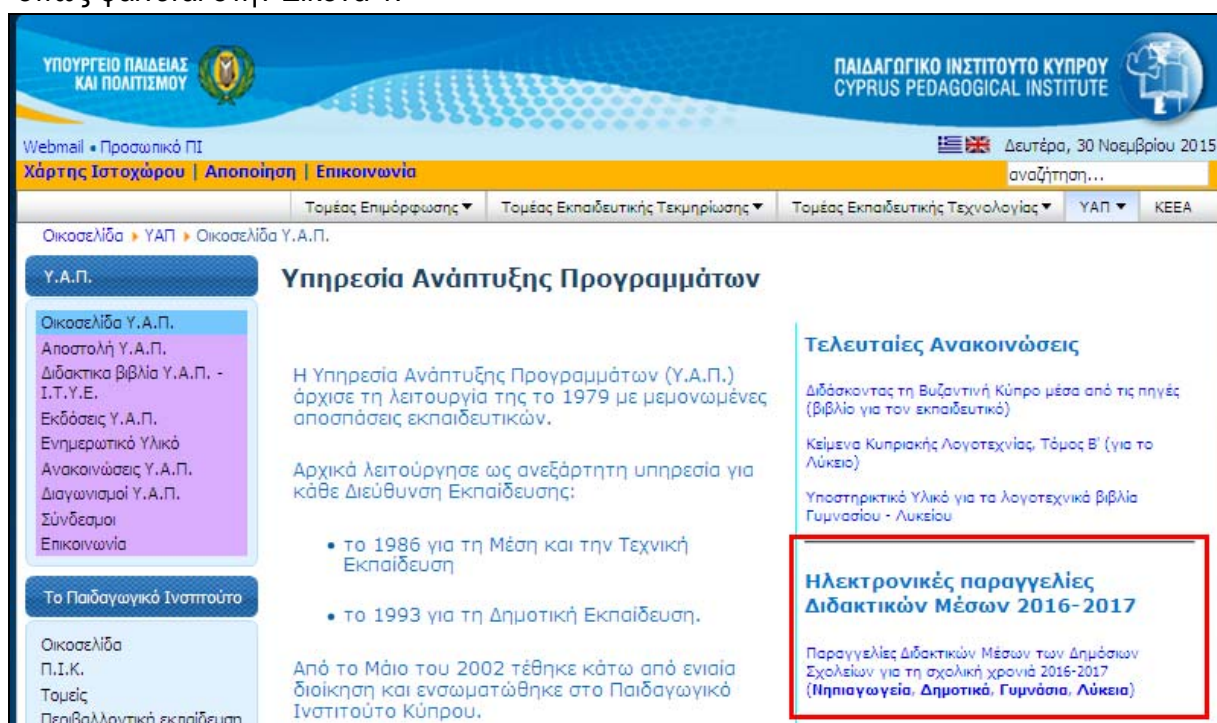 όπως φαίνεται στην Εικόνα 1.
ΥΠΟΥΡΓΕΙΟ ΠΑΙΔΕΙΑΣ
ΚΑΙ ΠΟΛΙΤΙΣΜΟΥ
ΠΑΙΔΑΓΩΓΙΚΟ ΙΝΣΤΙΤΟΥΤΟ ΚΥΠΡΟΥ
CYPRUS PEDAGOGICAL INSTITUTE
Webmail • Προσωπικό ΠΙ
Δευτέρα, 30 Νοεμβρίου 2015
Χάρτης Ιστοχώρου | Αποποίηση | Επικοινωνία
αναζήτηση...
Τομέας Επιμόρφωσης ▼ Τομέας Εκπαιδευτικής Τεκμηρίωσης ▼ Τομέας Εκπαιδευτικής Τεχνολογίας ▼ ΥΑΠ ▼ ΚΕΕΑ
Οικοσελίδα ▸ ΥΑΠ ▸ Οικοσελίδα Υ.Α.Π.
Υ.Α.Π.
Οικοσελίδα Υ.Α.Π.
Αποστολή Υ.Α.Π.
Διδακτικα βιβλία Υ.Α.Π. -
Ι.Τ.Υ.Ε.
Εκδόσεις Υ.Α.Π.
Ενημερωτικό Υλικό
Ανακοινώσεις Υ.Α.Π.
Διαγωνισμοί Υ.Α.Π.
Σύνδεσμοι
Επικοινωνία
Το Παιδαγωγικό Ινστιτούτο
Οικοσελίδα
Π.Ι.Κ.
Τομείς
Περιβαλλοντική εκπαίδευση
Υπηρεσία Ανάπτυξης Προγραμμάτων
Η Υπηρεσία Ανάπτυξης Προγραμμάτων (Υ.Α.Π.)
άρχισε τη λειτουργία της το 1979 με μεμονωμένες
αποσπάσεις εκπαιδευτικών.
Αρχικά λειτούργησε ως ανεξάρτητη υπηρεσία για
κάθε Διεύθυνση Εκπαίδευσης:
• το 1986 για τη Μέση και την Τεχνική
Εκπαίδευση
• το 1993 για τη Δημοτική Εκπαίδευση.
Από το Μάιο του 2002 τέθηκε κάτω από ενιαία
διοίκηση και ενσωματώθηκε στο Παιδαγωγικό
Ινστιτούτο Κύπρου.
Τελευταίες Ανακοινώσεις
Διδάσκοντας τη Βυζαντινή Κύπρο μέσα από τις πηγές
(βιβλίο για τον εκπαιδευτικό)
Κείμενα Κυπριακής Λογοτεχνίας, Τόμος Β' (για το
Λύκειο)
Υποστηρικτικό Υλικό για τα λογοτεχνικά βιβλία
Γυμνασίου - Λυκείου
Ηλεκτρονικές παραγγελίες
Διδακτικών Μέσων 2016-2017
Παραγγελίες Διδακτικών Μέσων των Δημόσιων
Σχολείων για τη σχολική χρονιά 2016-2017
(Νηπιαγωγεία, Δημοτικά, Γυμνάσια, Λύκεια)